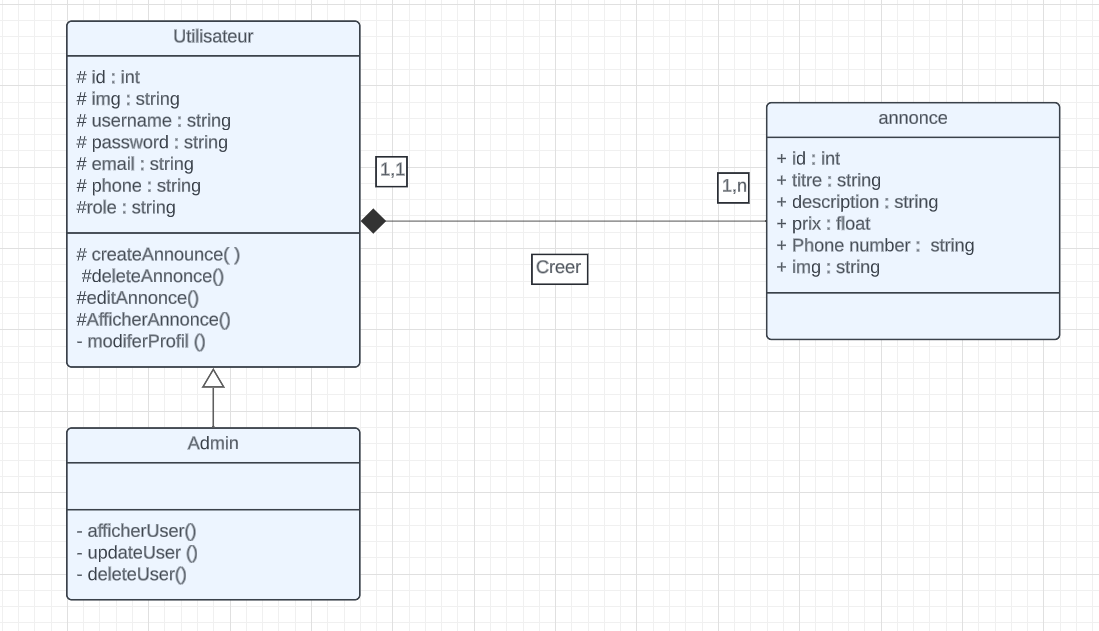 Utilisateur
# id : int
# img : string
# username : string
# password : string
# email : string
# phone : string
#role : string
# createAnnounce( )
#deleteAnnonce()
#editAnnonce()
#AfficherAnnonce()
- modiferProfil ()
1,1
Creer
1,n
annonce
+ id : int
+ titre : string
+ description : string
+ prix : float
+ Phone number :  string
+ img : string
Admin
- afficherUser()
- updateUser ()
- deleteUser()